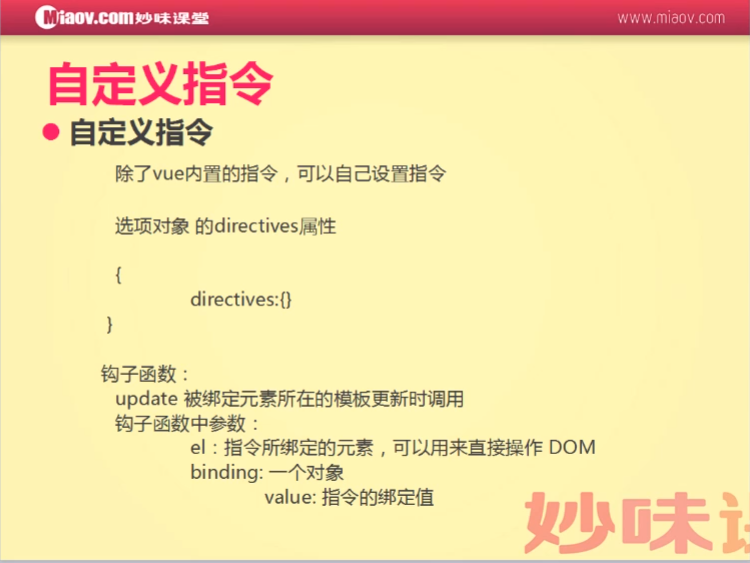 Miaov.com妙味课堂
www.miaov.com
自定义指令
自定义指令
除了vue内置的指令，可以自己设置指令
选项对象 的directives属性
{
directives:{}
}
钩子函数：
update 被绑定元素所在的模板更新时调用
钩子函数中参数：
el：指令所绑定的元素，可以用来直接操作 DOM
binding: 一个对象
value: 指令的绑定值
妙味